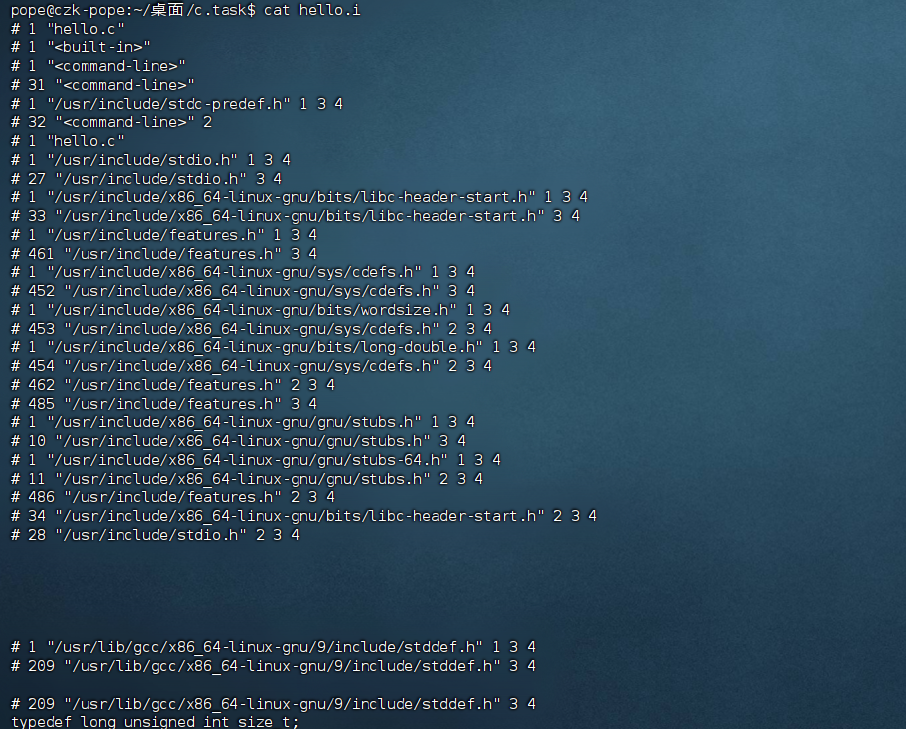 pope@czk-pope:~/桌面/c.task$ cat hello.i
# 1 "hello.c"
# 1 "<built-in>"
# 1 "<command-line>"
# 31 "<command-line>"
# 1 "/usr/include/stdc-predef.h" 1 3 4
# 32 "<command-line>" 2
# 1 "hello.c"
# 1 "/usr/include/stdio.h" 1 3 4
# 27 "/usr/include/stdio.h" 3 4
# 1 "/usr/include/x86_64-linux-gnu/bits/libc-header-start.h" 1 3 4
# 33 "/usr/include/x86_64-linux-gnu/bits/libc-header-start.h" 3 4
# 1 "/usr/include/features.h" 1 3 4
# 461 "/usr/include/features.h" 3 4
# 1 "/usr/include/x86_64-linux-gnu/sys/cdefs.h" 1 3 4
# 452 "/usr/include/x86_64-linux-gnu/sys/cdefs.h" 3 4
# 1 "/usr/include/x86_64-linux-gnu/bits/wordsize.h" 1 3 4
# 453 "/usr/include/x86_64-linux-gnu/sys/cdefs.h" 2 3 4
# 1 "/usr/include/x86_64-linux-gnu/bits/long-double.h" 1 3 4
# 454 "/usr/include/x86_64-linux-gnu/sys/cdefs.h" 2 3 4
# 462 "/usr/include/features.h" 2 3 4
# 485 "/usr/include/features.h" 3 4
# 1 "/usr/include/x86_64-linux-gnu/gnu/stubs.h" 1 3 4
# 10 "/usr/include/x86_64-linux-gnu/gnu/stubs.h" 3 4
# 1 "/usr/include/x86_64-linux-gnu/gnu/stubs-64.h" 1 3 4
# 11 "/usr/include/x86_64-linux-gnu/gnu/stubs.h" 2 3 4
# 486 "/usr/include/features.h" 2 3 4
# 34 "/usr/include/x86_64-linux-gnu/bits/libc-header-start.h" 2 3 4
# 28 "/usr/include/stdio.h" 2 3 4
# 1 "/usr/lib/gcc/x86_64-linux-gnu/9/include/stddef.h" 1 3 4
# 209 "/usr/lib/gcc/x86_64-linux-gnu/9/include/stddef.h" 3 4
# 209 "/usr/lib/gcc/x86_64-linux-gnu/9/include/stddef.h" 3 4
typedef long unsigned int size_t;